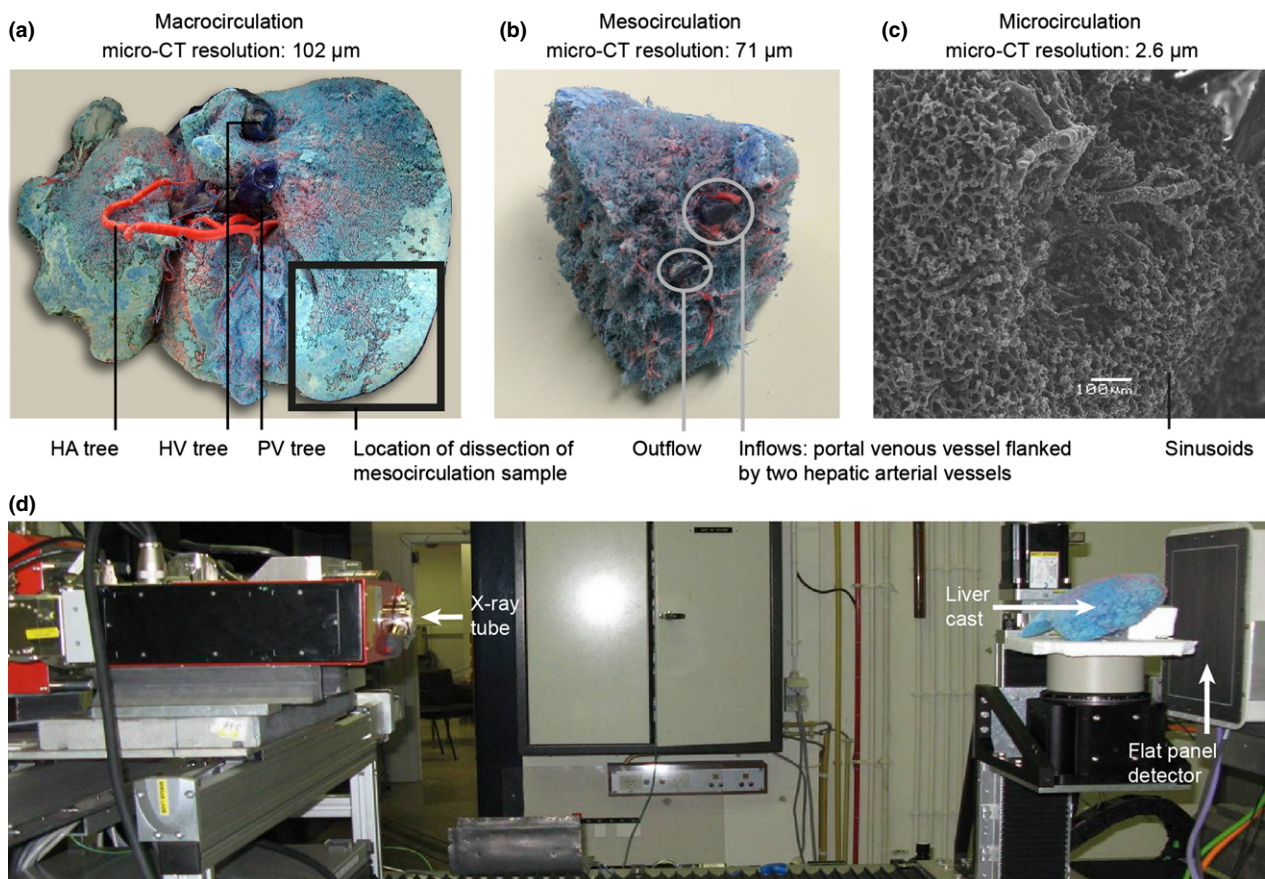 (a)
Macrocirculation
micro-CT resolution: 102 µm
(b)
Mesocirculation
micro-CT resolution: 71 µm
(c)
Microcirculation
micro-CT resolution: 2.6 µm
100µm
HA tree
HV tree
PV tree
Location of dissection of
mesocirculation sample
Outflow
Inflows: portal venous vessel flanked
by two hepatic arterial vessels
Sinusoids
(d)
X-ray
tube
Liver
cast
Flat panel
detector